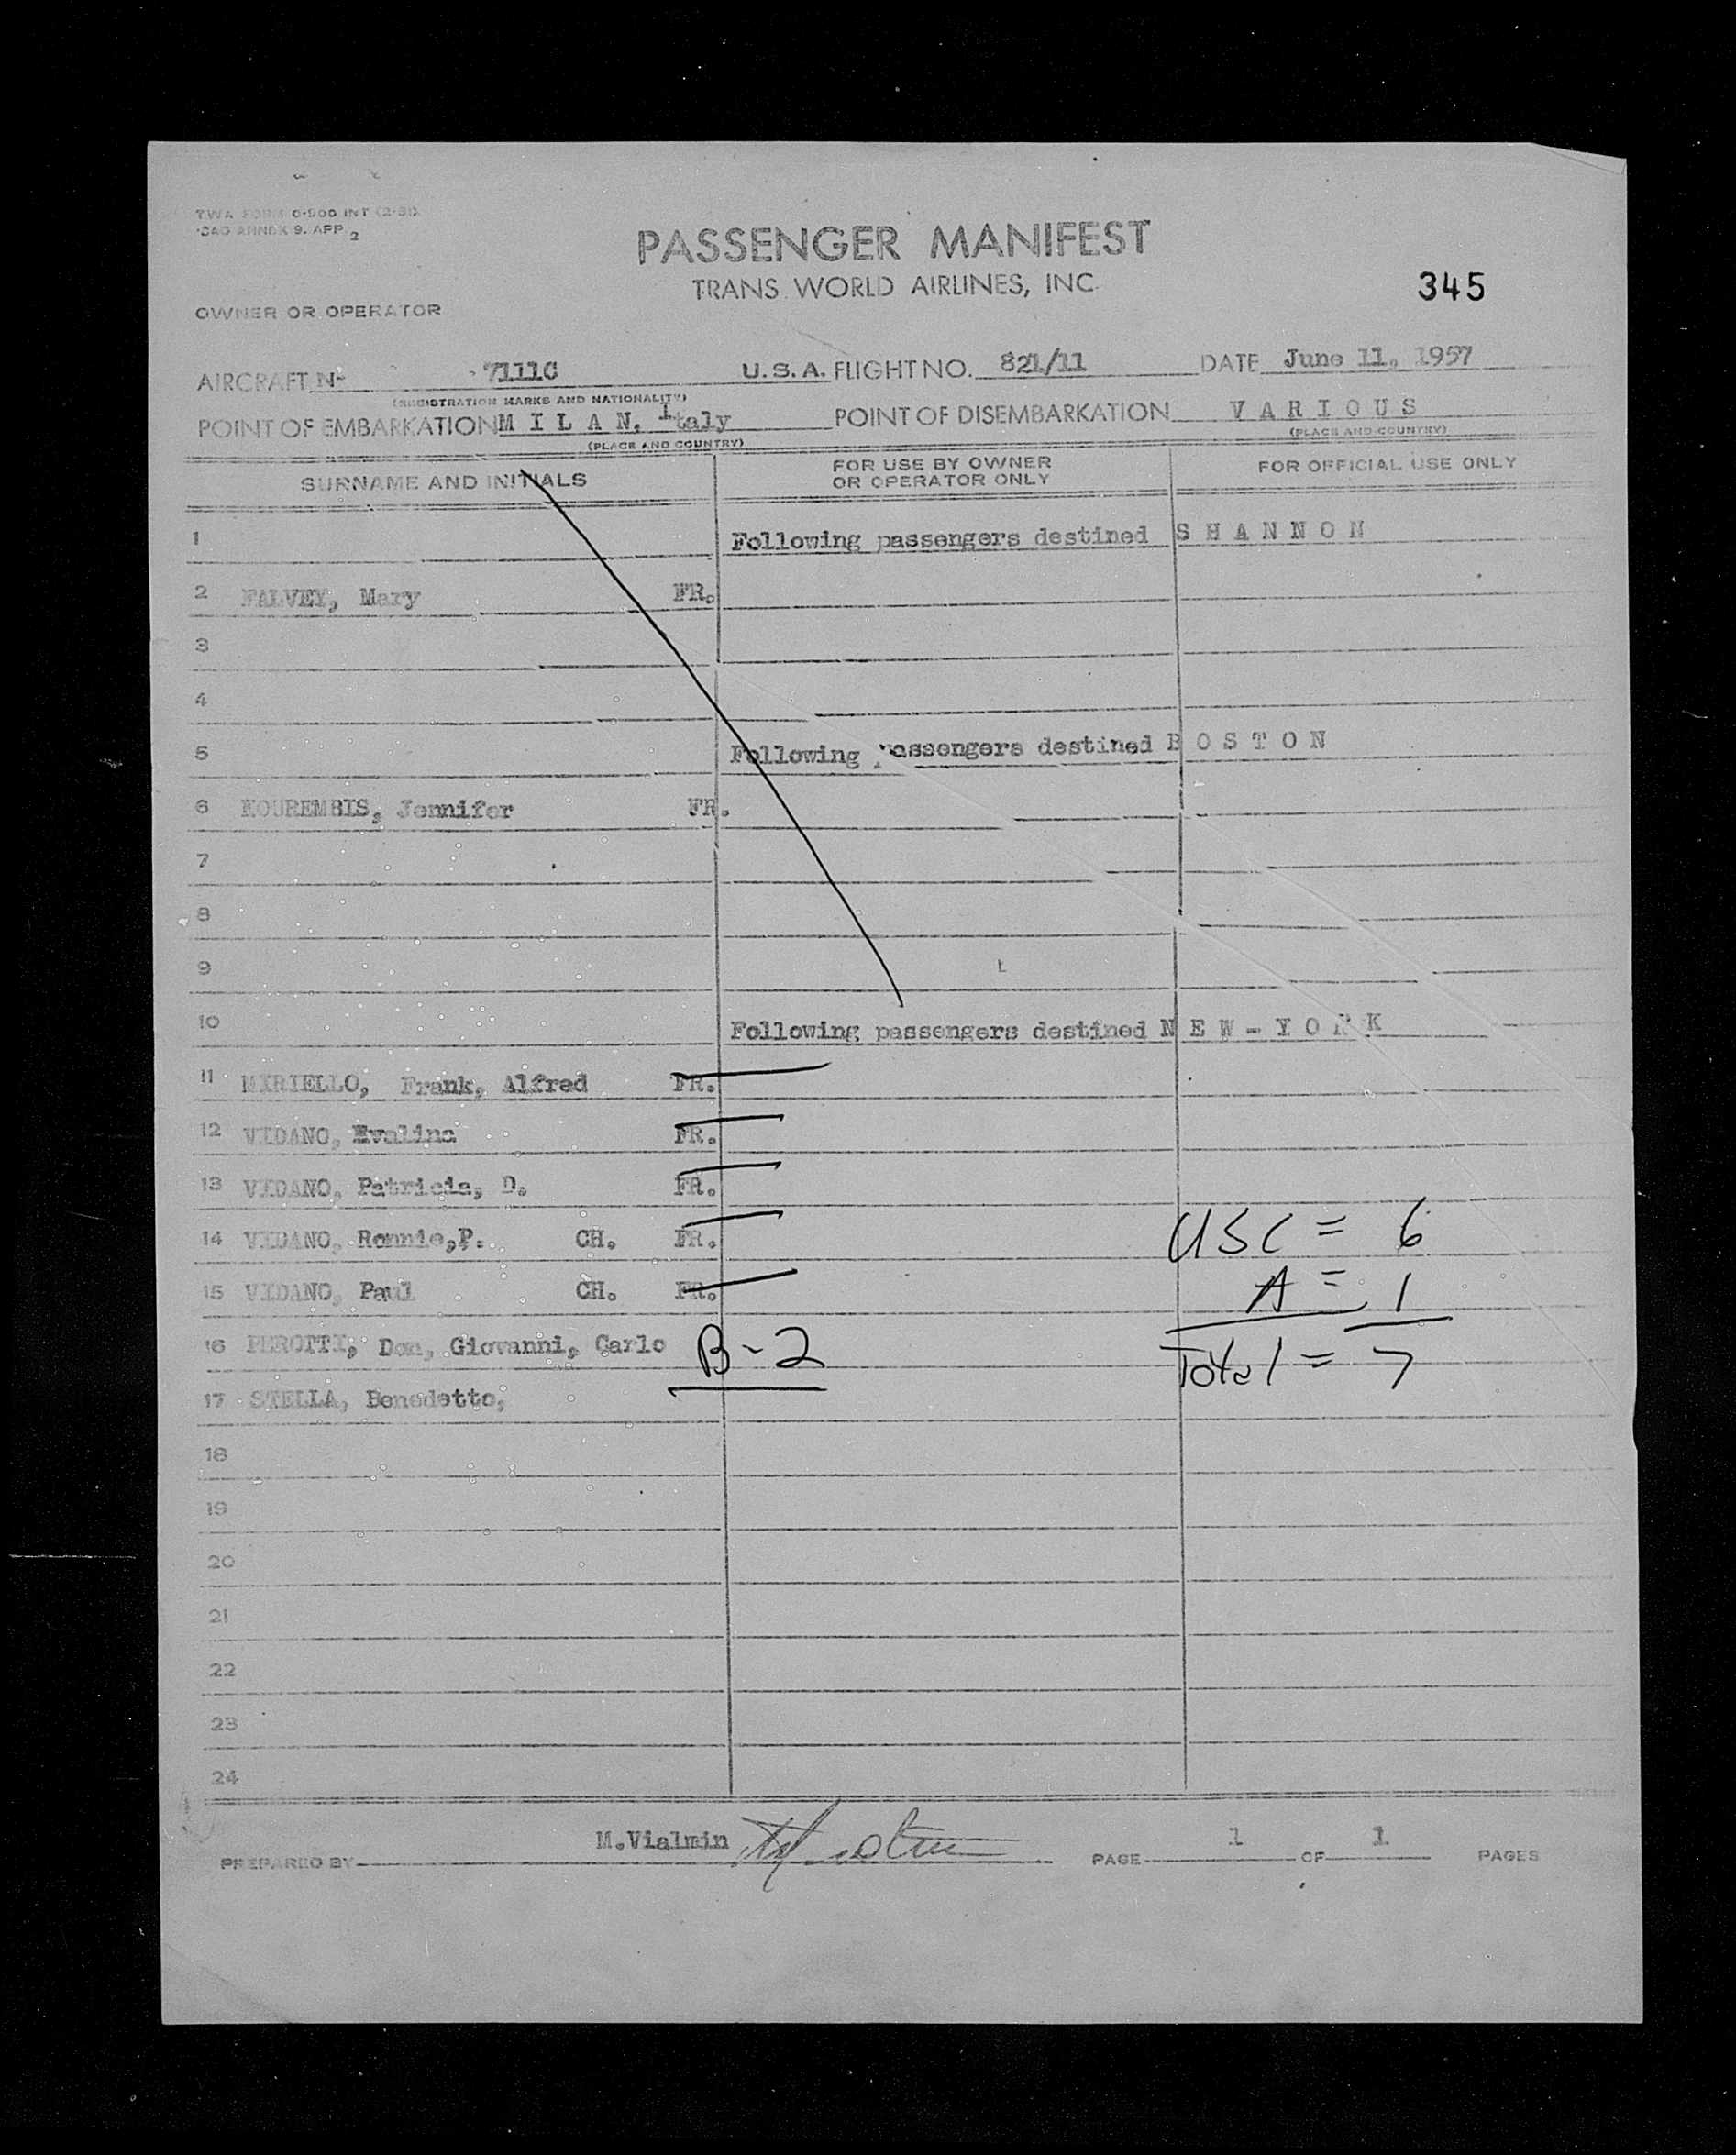 TWA FORM O-500 INT (2-51)
ICAO ANNEX 9. APP. 2
PASSENGER MANIFEST
TRANS WORLD AIRLINES, INC.
345
OWNER OR OPERATOR
AIRCRAFT N- 7111C U.S.A. FLIGHT NO. 821/11 DATE June 11, 1957
(REGISTRATION MARKS AND NATIONALITY)
POINT OF EMBARKATION M I L A N, Italy POINT OF DISEMBARKATION V A R I O U S
(PLACE AND COUNTRY) (PLACE AND COUNTRY)
SURNAME AND INITIALS FOR USE BY OWNER OR OPERATOR ONLY FOR OFFICIAL USE ONLY
1 Following passengers destined S H A N N O N
2 FALVEY, Mary FR.
3
4
5 Following passengers destined B O S T O N
6 KOUREMBIS, Jennifer FR.
7
8
9
10 Following passengers destined N E W - Y O R K
11 MIRIELLO, Frank, Alfred FR.
12 VIDANO, Evalina FR.
13 VIDANO, Patricia, D. FR.
14 VIDANO, Ronnie,P. CH. FR. USC = 6
15 VIDANO, Paul CH. FR. A = 1
16 PEROTTI, Don, Giovanni, Carlo B-2 Total = 7
17 STELLA, Benedetto,
18
19
20
21
22
23
24
PREPARED BY M.Vialmin PAGE 1 OF 1 PAGES